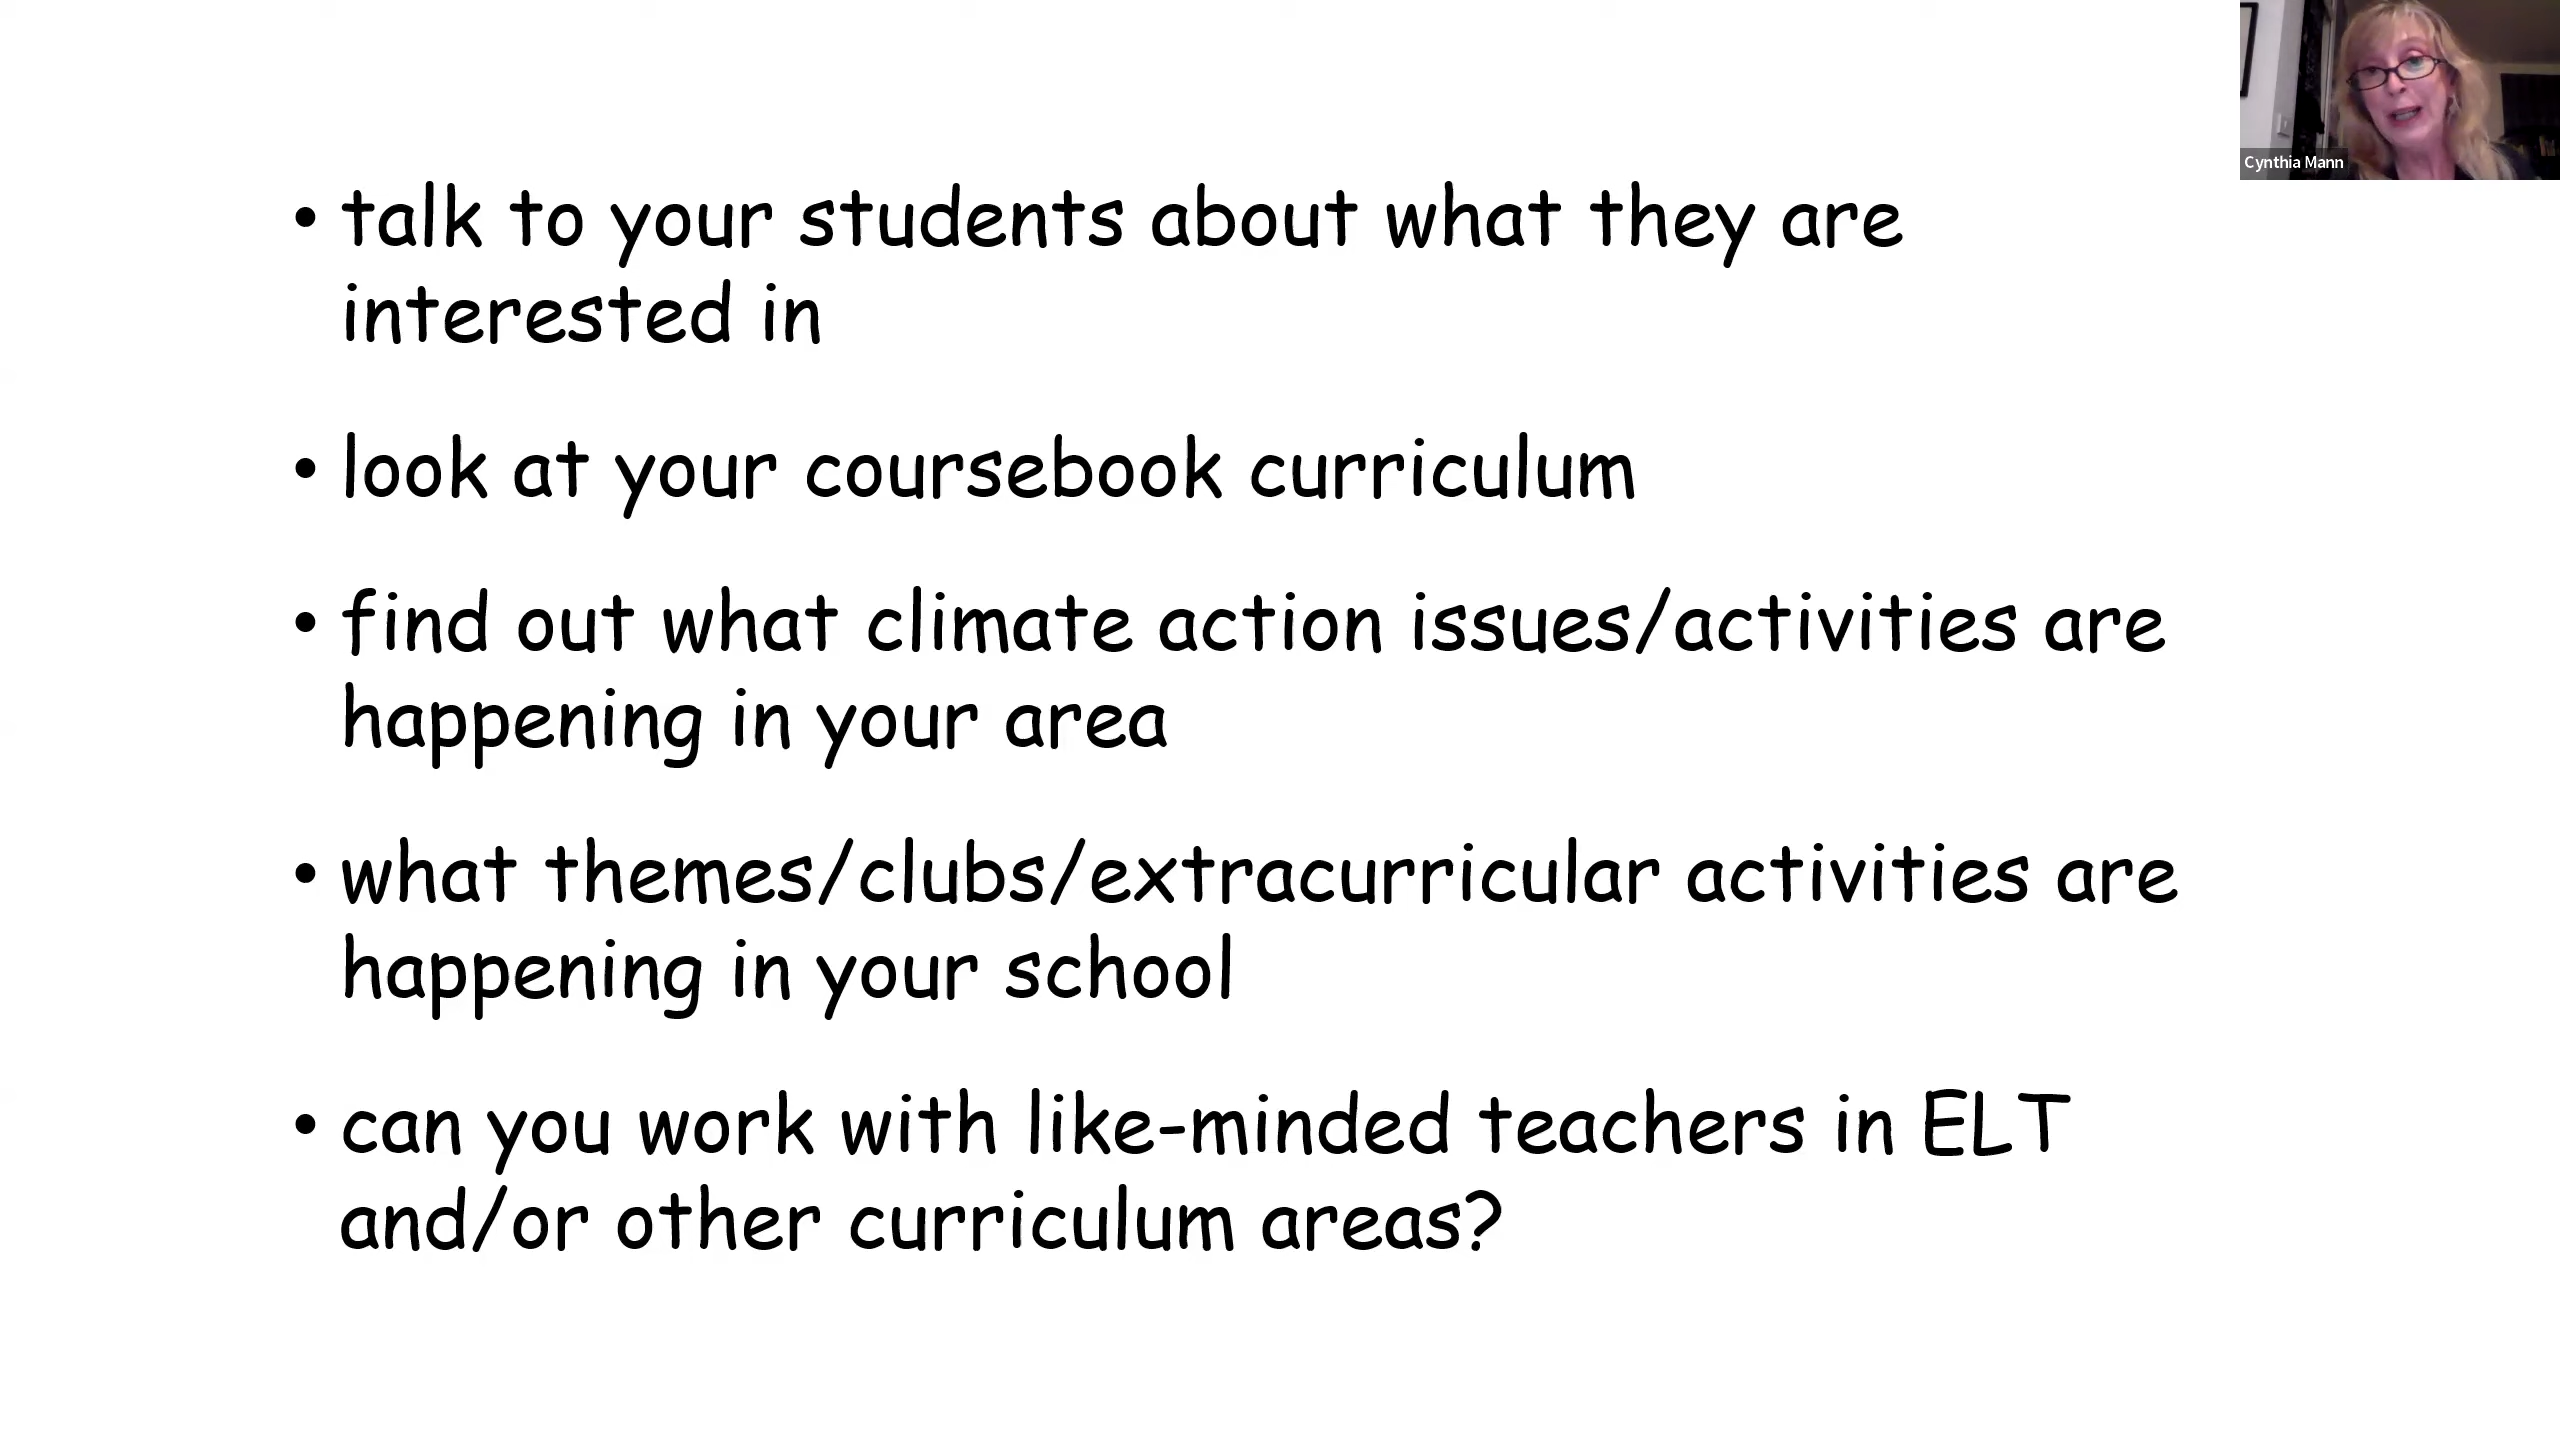 Cynthia Mann
• talk to your students about what they are
interested in
• look at your coursebook curriculum
• find out what climate action issues/activities are
happening in your area
• what themes/clubs/extracurricular activities are
happening in your school
• can you work with like-minded teachers in ELT
and/or other curriculum areas?